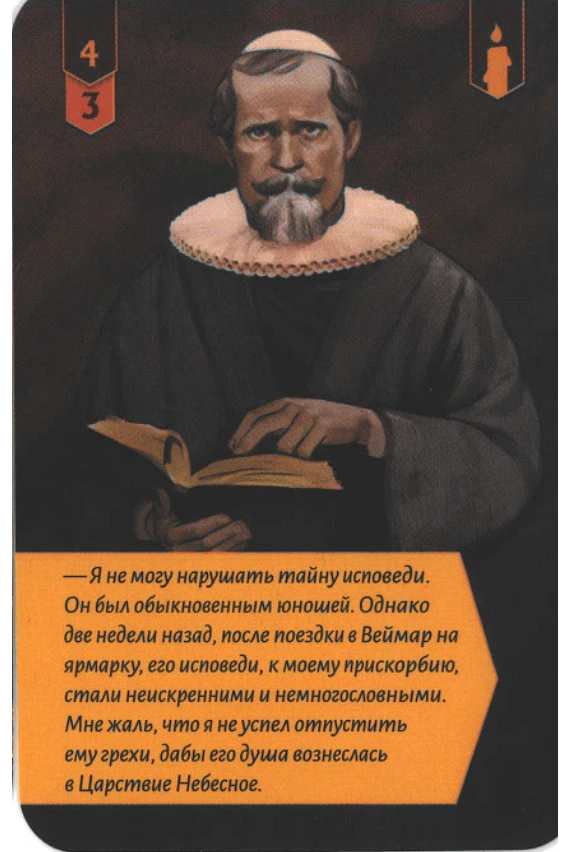 4
3
— Я не могу нарушать тайну исповеди.
Он был обыкновенным юношей. Однако
две недели назад, после поездки в Веймар на
ярмарку, его исповеди, к моему прискорбию,
стали неискренними и немногословными.
Мне жаль, что я не успел отпустить
ему грехи, дабы его душа вознеслась
в Царствие Небесное.